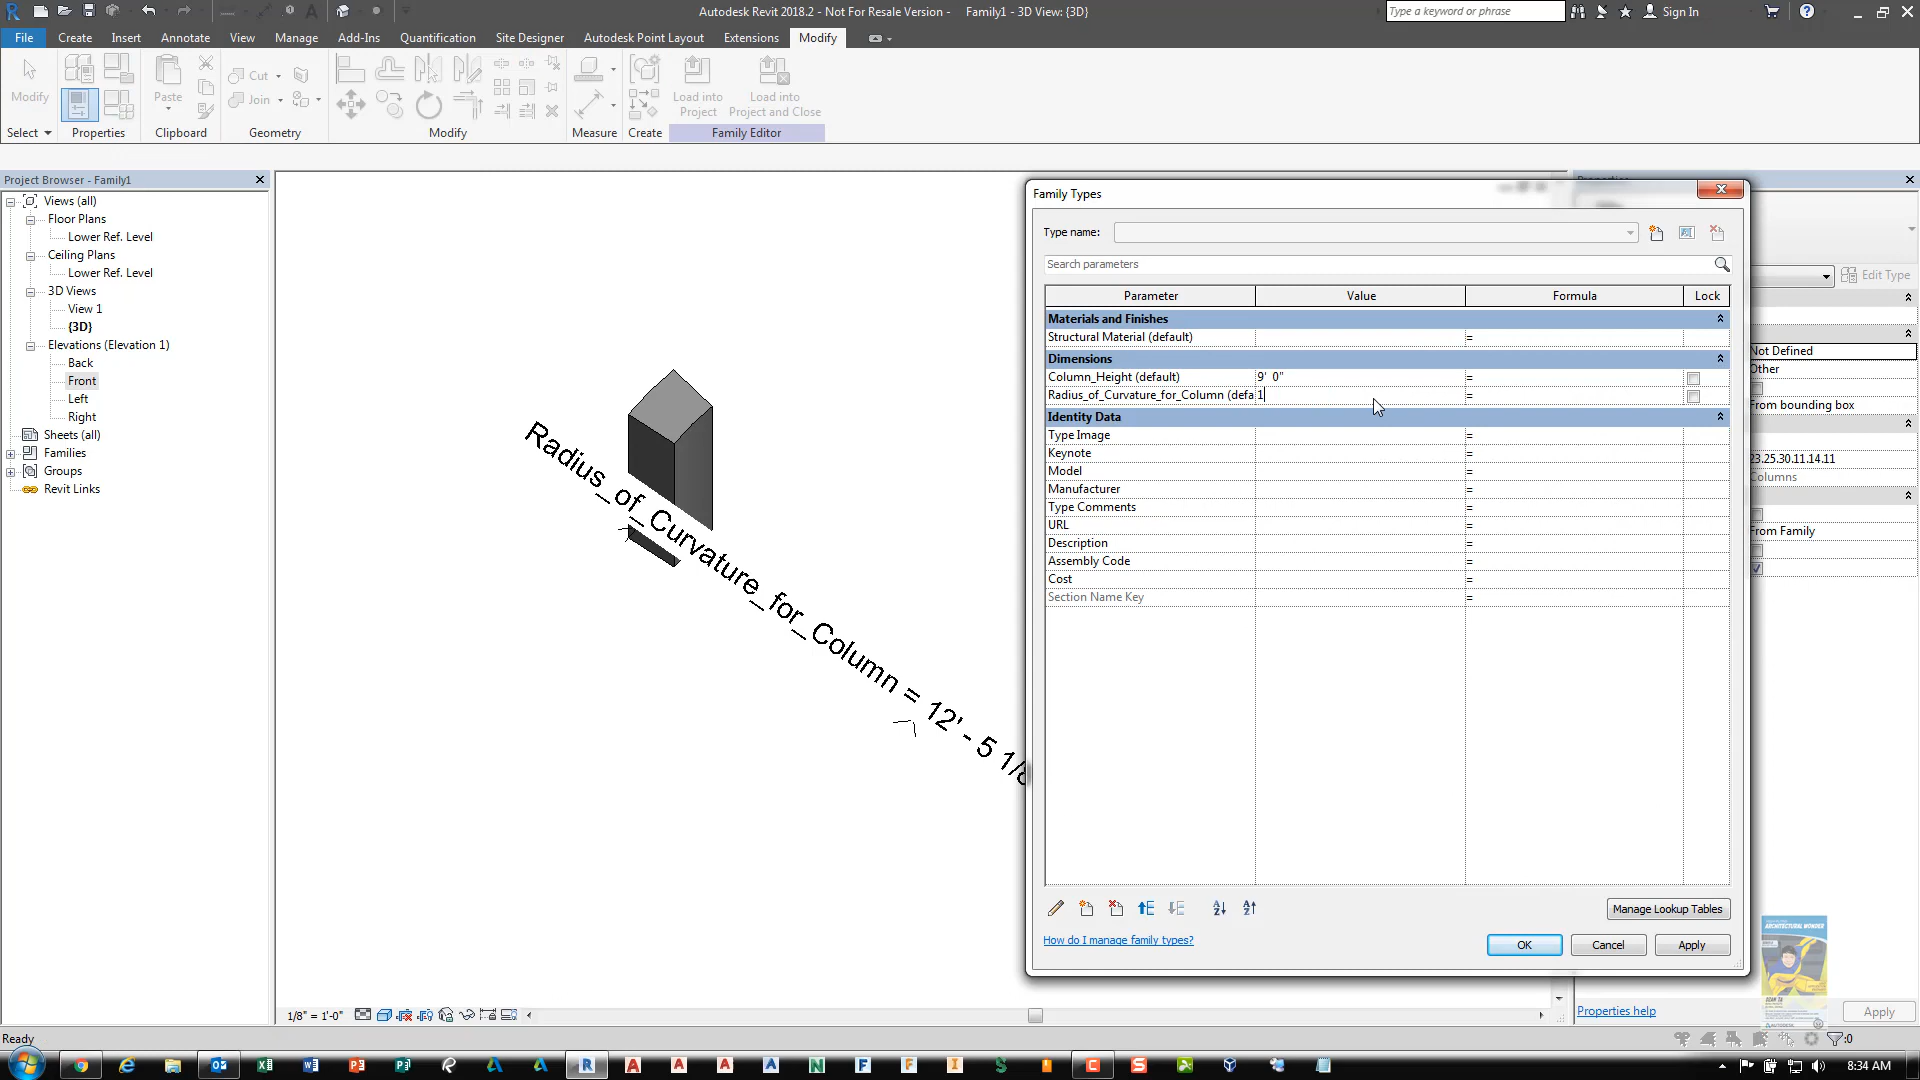 Autodesk Revit 2018.2 - Not For Resale Version - Family1 - 3D View: {3D}
Type a keyword or phrase
Sign In
File Create Insert Annotate View Manage Add-Ins Quantification Site Designer Autodesk Point Layout Extensions Modify
Modify
Paste
Cut
Join
Load into Project
Load into Project and Close
Select Properties Clipboard Geometry Modify Measure Create Family Editor
Project Browser - Family1
Views (all)
Floor Plans
Lower Ref. Level
Ceiling Plans
Lower Ref. Level
3D Views
View 1
{3D}
Elevations (Elevation 1)
Back
Front
Left
Right
Sheets (all)
Families
Groups
Revit Links
Radius_of_Curvature_for_Column = 12' - 5 1/8
Family Types
Type name:
Search parameters
Parameter Value Formula Lock
Materials and Finishes
Structural Material (default) =
Dimensions
Column_Height (default) 9' 0" =
Radius_of_Curvature_for_Column (defa 1 =
Identity Data
Type Image =
Keynote =
Model =
Manufacturer =
Type Comments =
URL =
Description =
Assembly Code =
Cost =
Section Name Key =
Manage Lookup Tables
How do I manage family types?
OK Cancel Apply
Edit Type
Not Defined
Other
From bounding box
23.25.30.11.14.11
Columns
From Family
ARCHITECTURAL WONDER
AUTODESK
Properties help
Apply
1/8" = 1'-0"
Ready
:0
8:34 AM